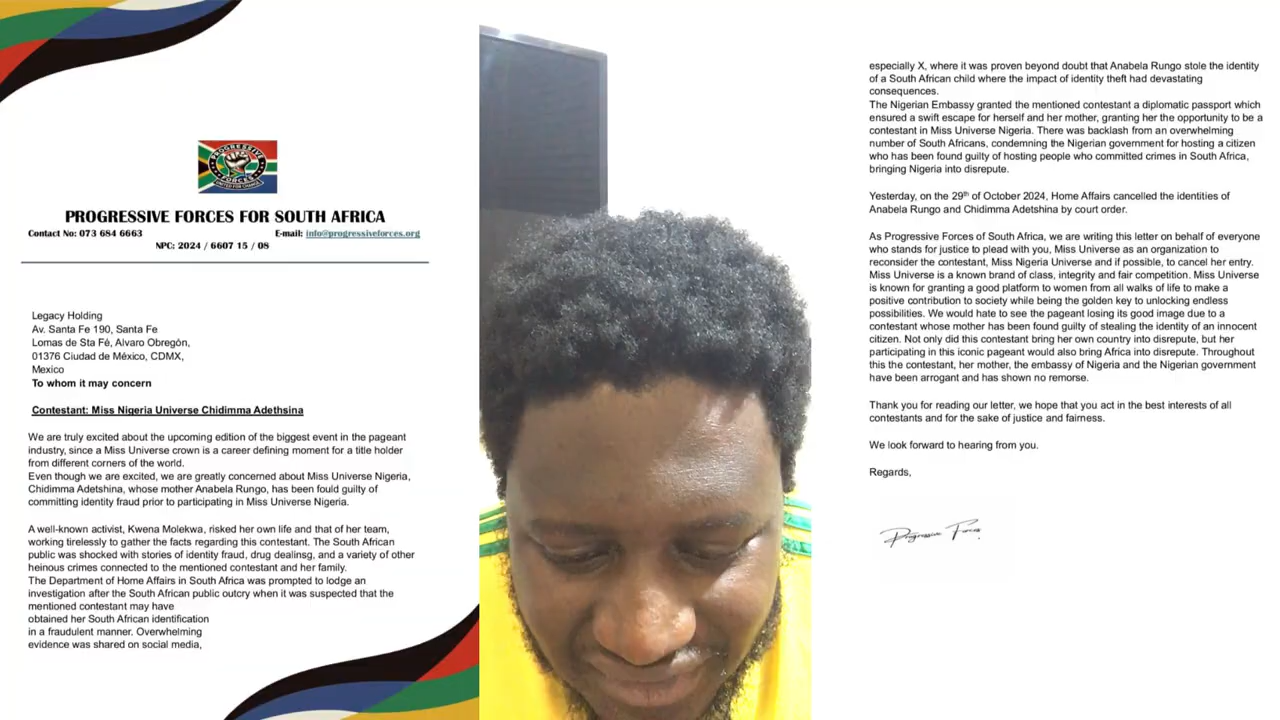 PROGRESSIVE
FORCES
UNITED FOR CHANGE
PROGRESSIVE FORCES FOR SOUTH AFRICA
Contact No: 073 684 6663
E-mail: info@progressiveforces.org
NPC: 2024 / 6607 15 / 08
Legacy Holding
Av. Santa Fe 190, Santa Fe
Lomas de Sta Fé, Alvaro Obregòn,
01376 Ciudad de México, CDMX,
Mexico
To whom it may concern
Contestant: Miss Nigeria Universe Chidimma Adethsina
We are truly excited about the upcoming edition of the biggest event in the pageant
industry, since a Miss Universe crown is a career defining moment for a title holder
from different corners of the world.
Even though we are excited, we are greatly concerned about Miss Universe Nigeria,
Chidimma Adetshina, whose mother Anabela Rungo, has been fould guilty of
committing identity fraud prior to participating in Miss Universe Nigeria.
A well-known activist, Kwena Molekwa, risked her own life and that of her team,
working tirelessly to gather the facts regarding this contestant. The South African
public was shocked with stories of identity fraud, drug dealinsg, and a variety of other
heinous crimes connected to the mentioned contestant and her family.
The Department of Home Affairs in South Africa was prompted to lodge an
investigation after the South African public outcry when it was suspected that the
mentioned contestant may have
obtained her South African identification
in a fraudulent manner. Overwhelming
evidence was shared on social media,
especially X, where it was proven beyond doubt that Anabela Rungo stole the identity
of a South African child where the impact of identity theft had devastating
consequences.
The Nigerian Embassy granted the mentioned contestant a diplomatic passport which
ensured a swift escape for herself and her mother, granting her the opportunity to be a
contestant in Miss Universe Nigeria. There was backlash from an overwhelming
number of South Africans, condemning the Nigerian government for hosting a citizen
who has been found guilty of hosting people who committed crimes in South Africa,
bringing Nigeria into disrepute.
Yesterday, on the 29th of October 2024, Home Affairs cancelled the identities of
Anabela Rungo and Chidimma Adetshina by court order.
As Progressive Forces of South Africa, we are writing this letter on behalf of everyone
who stands for justice to plead with you, Miss Universe as an organization to
reconsider the contestant, Miss Nigeria Universe and if possible, to cancel her entry.
Miss Universe is a known brand of class, integrity and fair competition. Miss Universe
is known for granting a good platform to women from all walks of life to make a
positive contribution to society while being the golden key to unlocking endless
possibilities. We would hate to see the pageant losing its good image due to a
contestant whose mother has been found guilty of stealing the identity of an innocent
citizen. Not only did this contestant bring her own country into disrepute, but her
participating in this iconic pageant would also bring Africa into disrepute. Throughout
this the contestant, her mother, the embassy of Nigeria and the Nigerian government
have been arrogant and has shown no remorse.
Thank you for reading our letter, we hope that you act in the best interests of all
contestants and for the sake of justice and fairness.
We look forward to hearing from you.
Regards,
Progressive Forces.